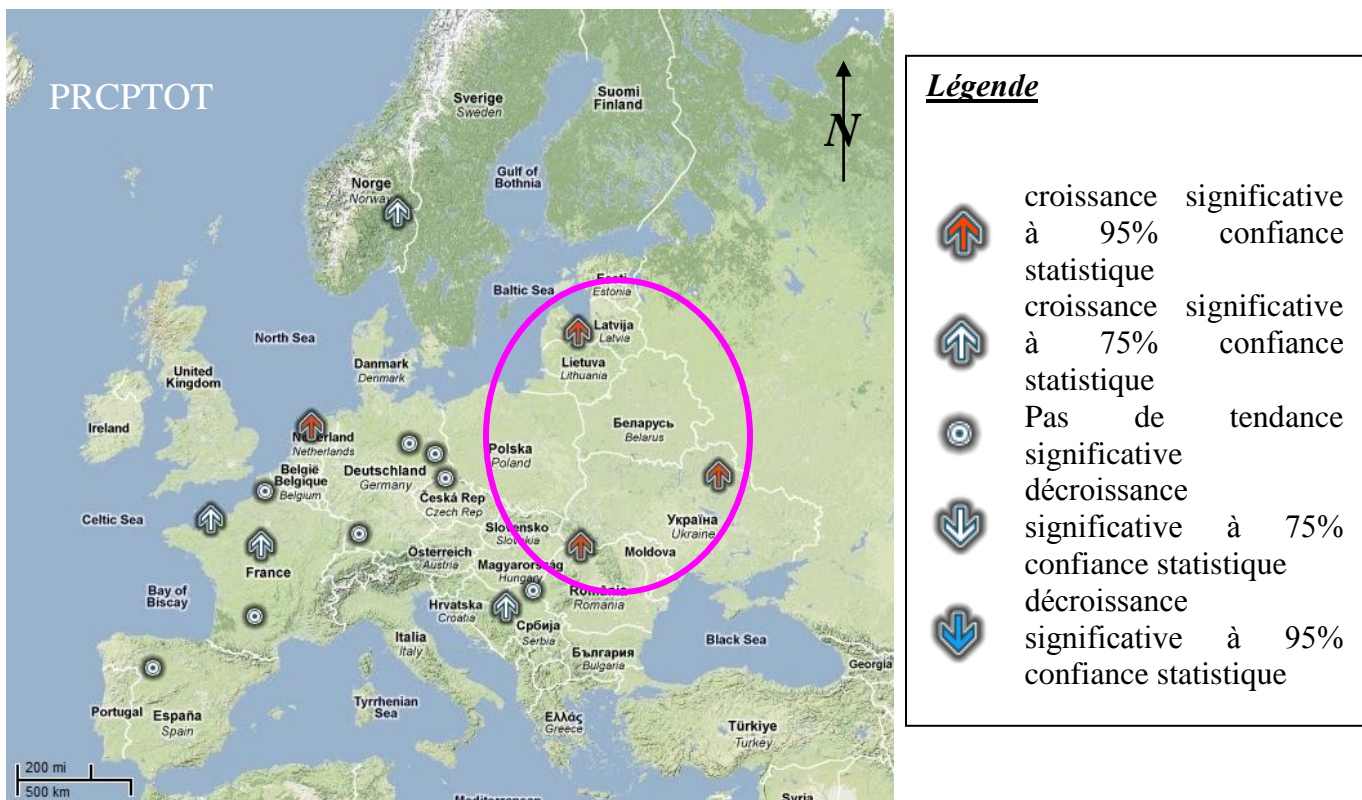 PRCPTOT
N
Sverige
Sweden
Suomi
Finland
Norge
Norway
Gulf of
Bothnia
Baltic Sea
Eesti
Estonia
Latvija
Latvia
Lietuva
Lithuania
North Sea
Danmark
Denmark
United
Kingdom
Ireland
Nederland
Netherlands
België
Belgique
Belgium
Deutschland
Germany
Polska
Poland
Беларусь
Belarus
Česká Rep
Czech Rep
Celtic Sea
Slovensko
Slovakia
Україна
Ukraine
Österreich
Austria
Magyarország
Hungary
Moldova
France
Bay of
Biscay
România
Romania
Hrvatska
Croatia
Србија
Serbia
Italia
Italy
България
Bulgaria
Black Sea
Georgia
Portugal
España
Spain
Tyrrhenian
Sea
Ελλάς
Greece
Türkiye
Turkey
Mediterranean
Syria
200 mi
500 km
Légende
croissance significative
à 95% confiance
statistique
croissance significative
à 75% confiance
statistique
Pas de tendance
significative
décroissance
significative à 75%
confiance statistique
décroissance
significative à 95%
confiance statistique